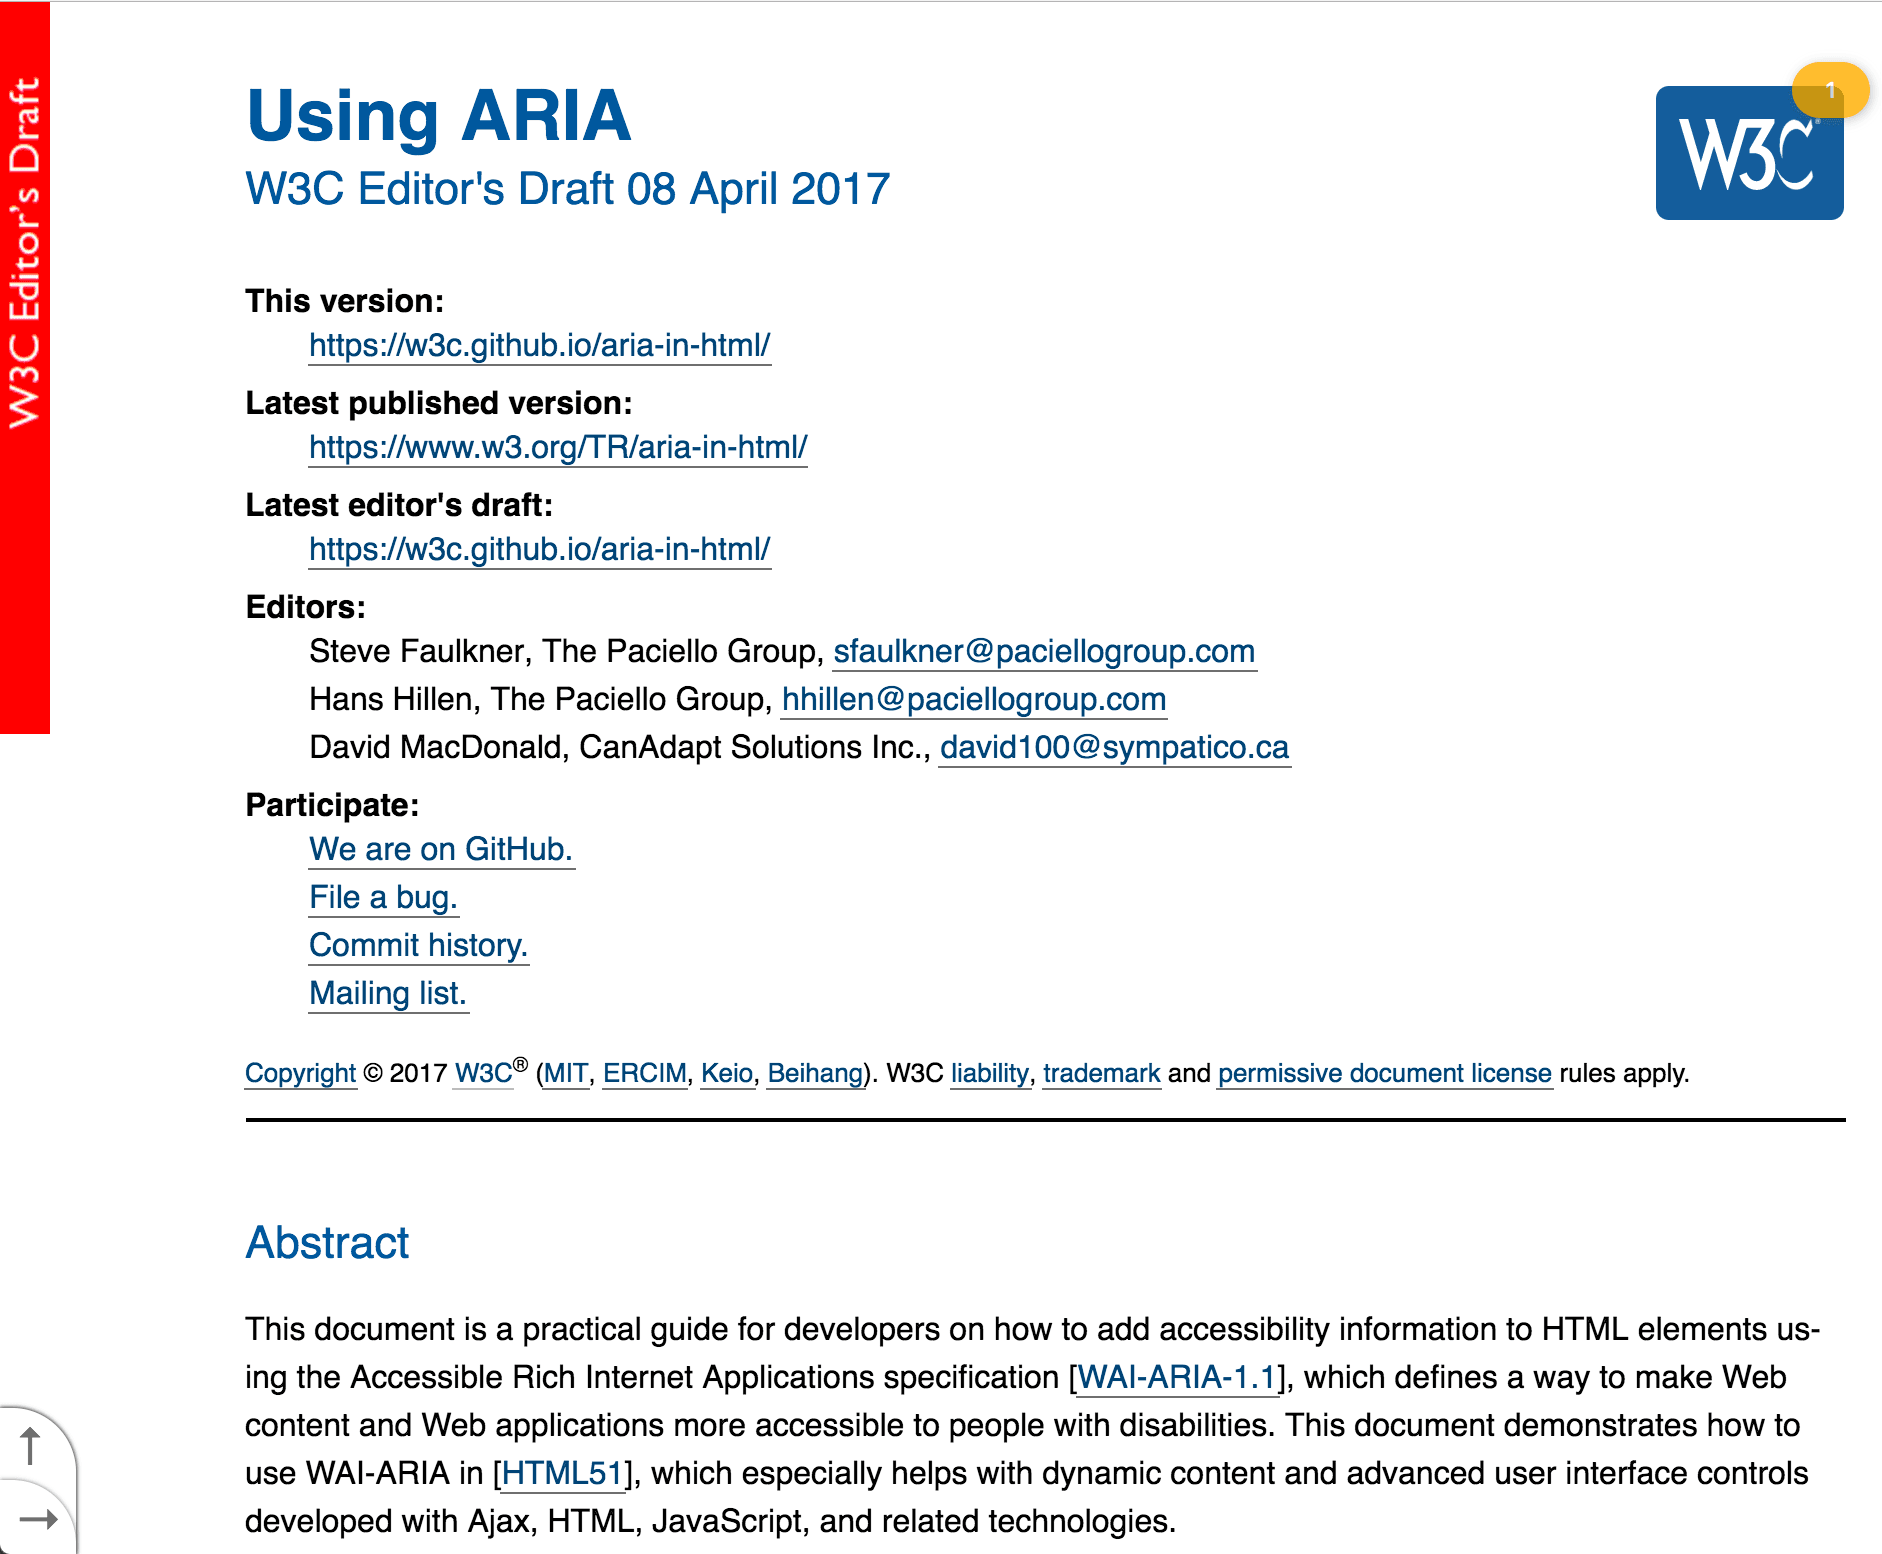 W3C Editor's Draft
Using ARIA
W3C Editor's Draft 08 April 2017
1
W3C®
This version:
https://w3c.github.io/aria-in-html/
Latest published version:
https://www.w3.org/TR/aria-in-html/
Latest editor's draft:
https://w3c.github.io/aria-in-html/
Editors:
Steve Faulkner, The Paciello Group, sfaulkner@paciellogroup.com
Hans Hillen, The Paciello Group, hhillen@paciellogroup.com
David MacDonald, CanAdapt Solutions Inc., david100@sympatico.ca
Participate:
We are on GitHub.
File a bug.
Commit history.
Mailing list.
Copyright © 2017 W3C® (MIT, ERCIM, Keio, Beihang). W3C liability, trademark and permissive document license rules apply.
Abstract
This document is a practical guide for developers on how to add accessibility information to HTML elements us-
ing the Accessible Rich Internet Applications specification [WAI-ARIA-1.1], which defines a way to make Web
content and Web applications more accessible to people with disabilities. This document demonstrates how to
use WAI-ARIA in [HTML51], which especially helps with dynamic content and advanced user interface controls
developed with Ajax, HTML, JavaScript, and related technologies.